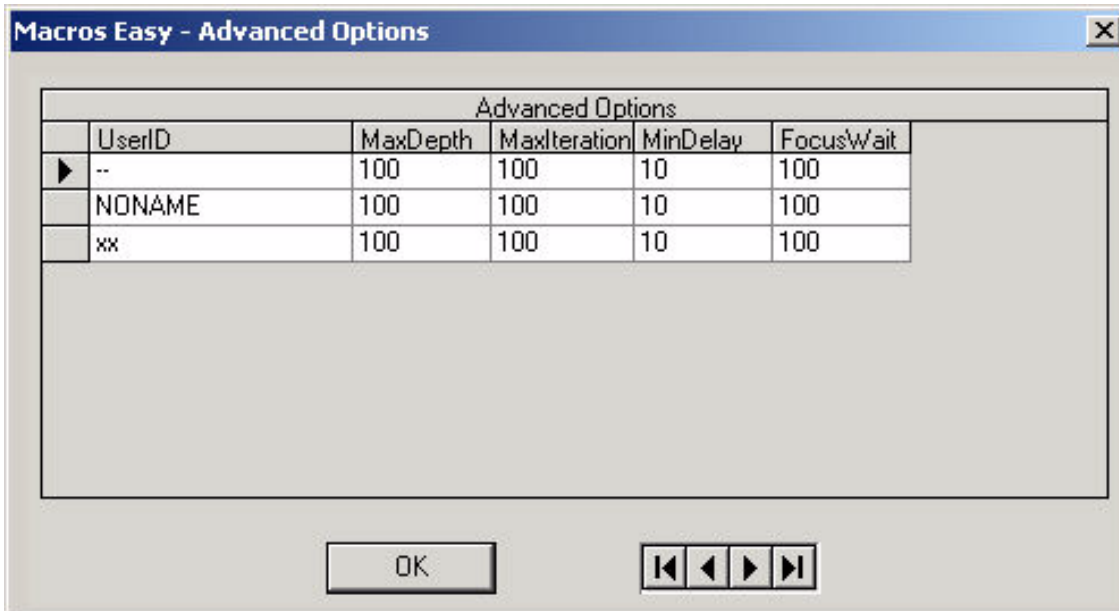 Macros Easy - Advanced Options
Advanced Options
UserID MaxDepth MaxIteration MinDelay FocusWait
-- 100 100 10 100
NONAME 100 100 10 100
xx 100 100 10 100
OK